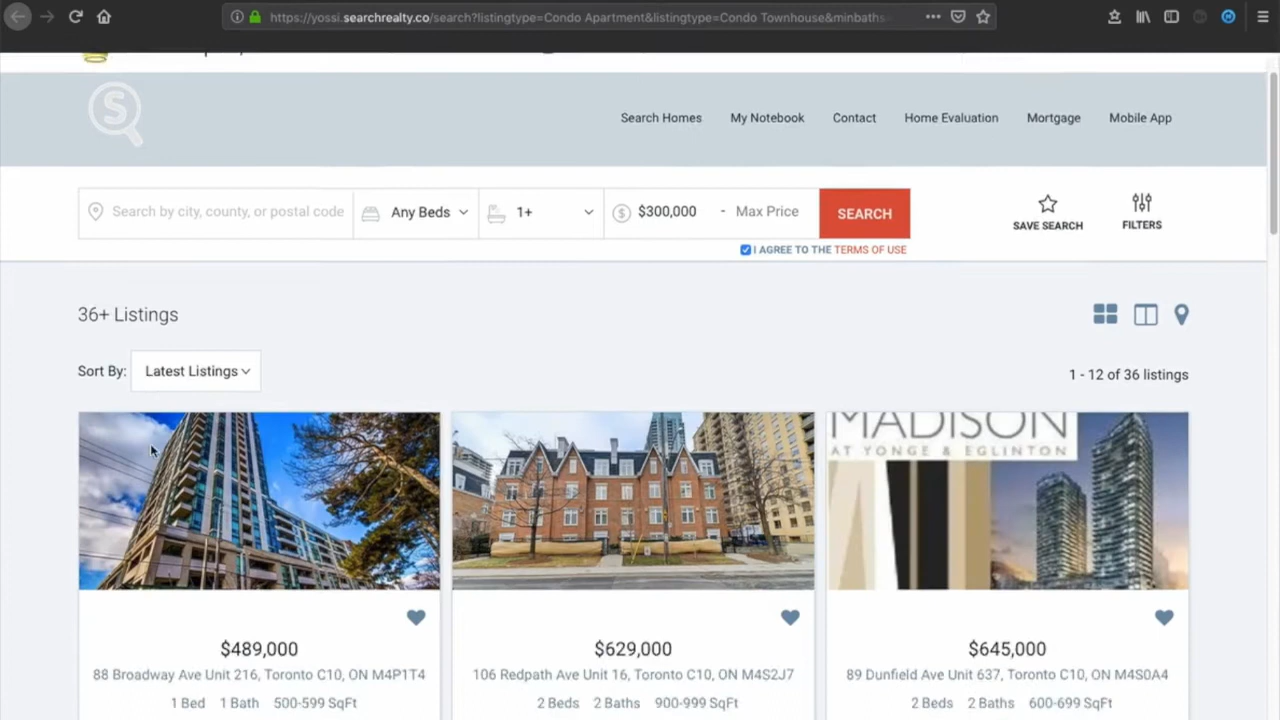 https://yossi.searchrealty.co/search?listingtype=Condo Apartment&listingtype=Condo Townhouse&minbaths
S
Search Homes My Notebook Contact Home Evaluation Mortgage Mobile App
Search by city, county, or postal code Any Beds 1+ $300,000 - Max Price SEARCH
SAVE SEARCH FILTERS
I AGREE TO THE TERMS OF USE
36+ Listings
Sort By: Latest Listings
1 - 12 of 36 listings
MADISON
AT YONGE & EGLINTON
$489,000 $629,000 $645,000
88 Broadway Ave Unit 216, Toronto C10, ON M4P1T4 106 Redpath Ave Unit 16, Toronto C10, ON M4S2J7 89 Dunfield Ave Unit 637, Toronto C10, ON M4S0A4
1 Bed 1 Bath 500-599 SqFt 2 Beds 2 Baths 900-999 SqFt 2 Beds 2 Baths 600-699 SqFt